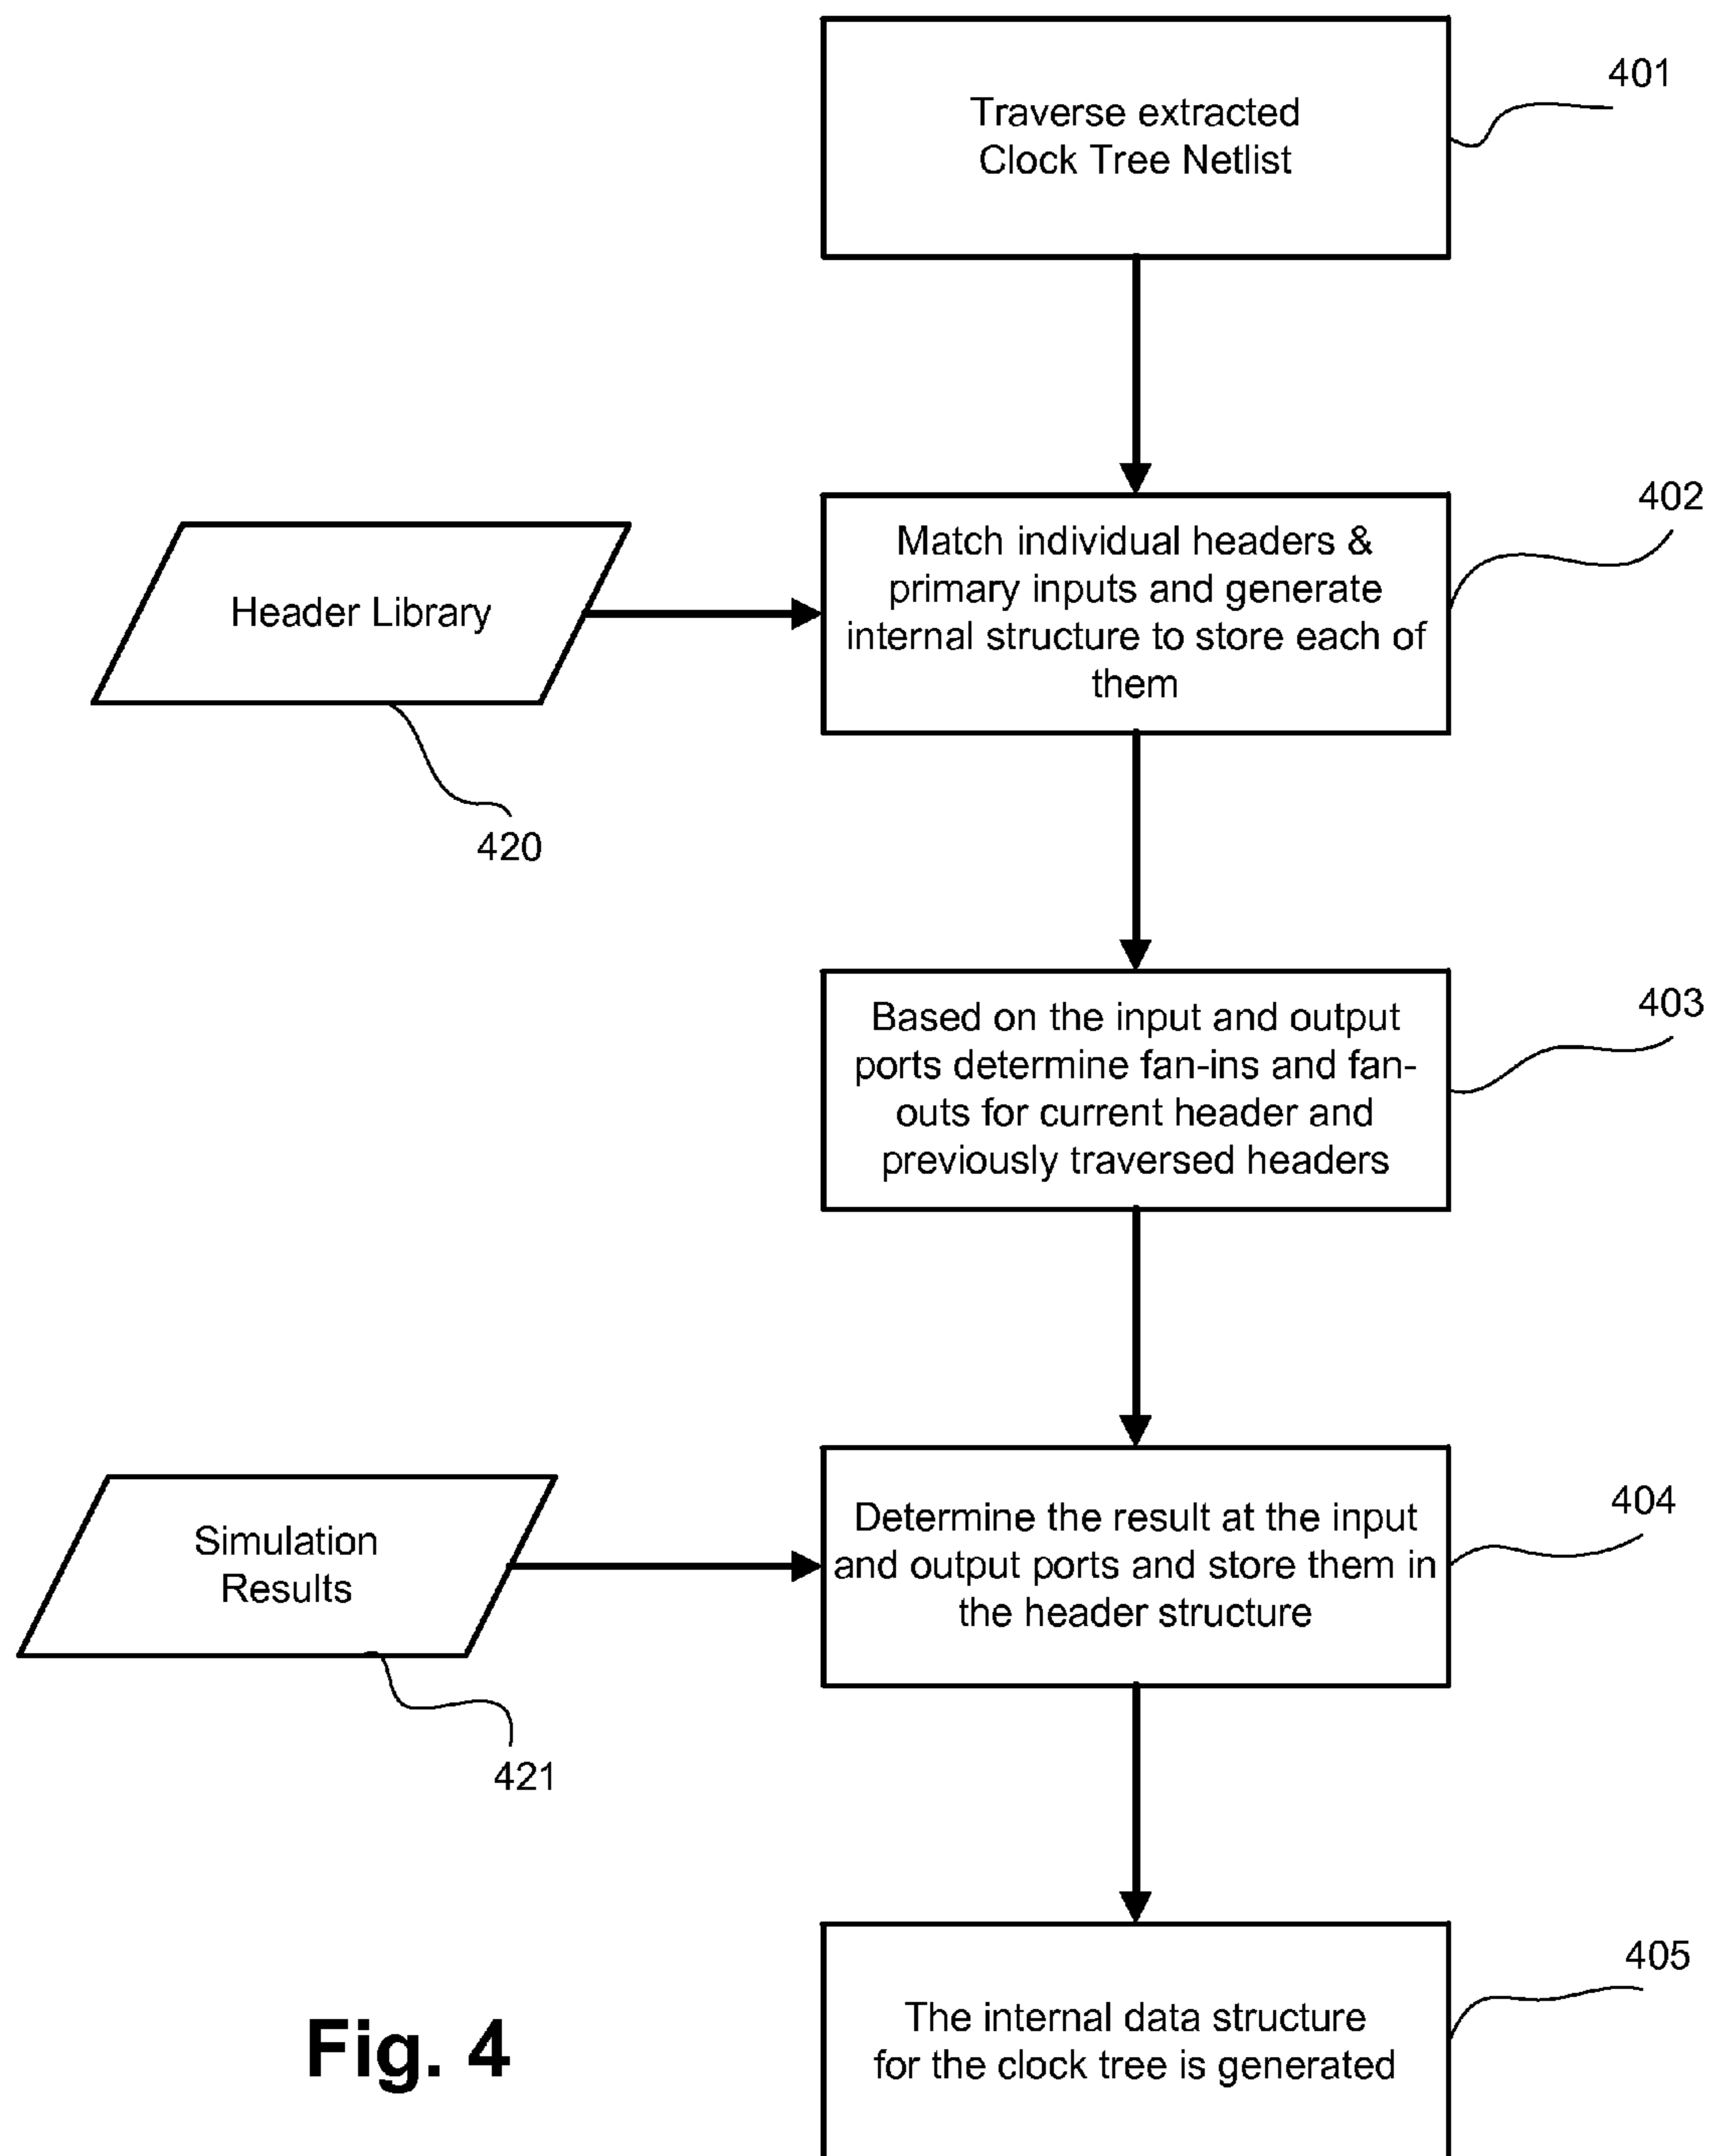 Traverse extracted
Clock Tree Netlist
401
Match individual headers &
primary inputs and generate
internal structure to store each of
them
402
Header Library
420
Based on the input and output
ports determine fan-ins and fan-
outs for current header and
previously traversed headers
403
Determine the result at the input
and output ports and store them in
the header structure
404
Simulation
Results
421
The internal data structure
for the clock tree is generated
405
Fig. 4